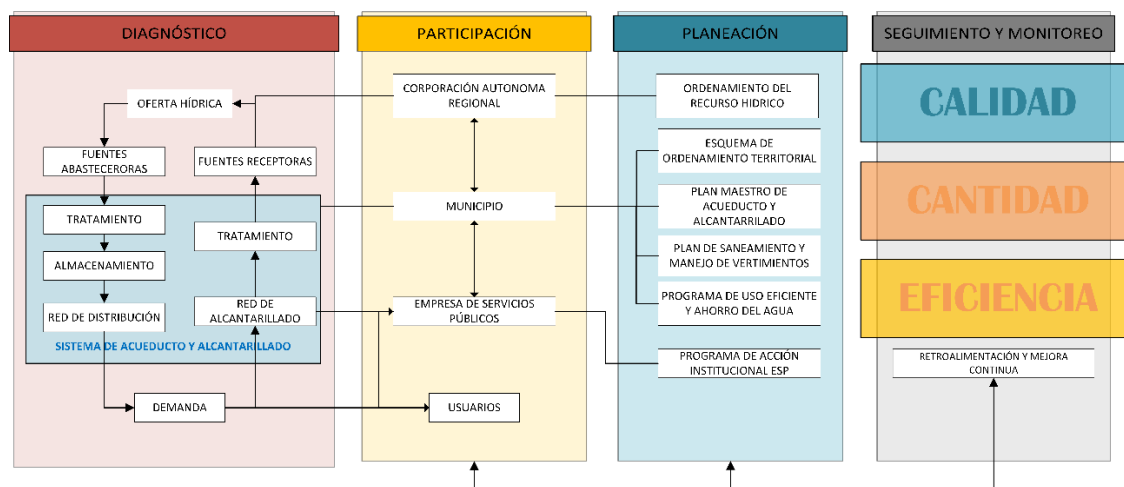 DIAGNÓSTICO
OFERTA HÍDRICA
FUENTES
ABASTECERORAS
FUENTES RECEPTORAS
TRATAMIENTO
TRATAMIENTO
ALMACENAMIENTO
RED DE DISTRIBUCIÓN
RED DE
ALCANTARILLADO
SISTEMA DE ACUEDUCTO Y ALCANTARILLADO
DEMANDA
PARTICIPACIÓN
CORPORACIÓN AUTONOMA
REGIONAL
MUNICIPIO
EMPRESA DE SERVICIOS
PÚBLICOS
USUARIOS
PLANEACIÓN
ORDENAMIENTO DEL
RECURSO HIDRICO
ESQUEMA DE
ORDENAMIENTO TERRITORIAL
PLAN MAESTRO DE
ACUEDUCTO Y
ALCANTARRILADO
PLAN DE SANEAMIENTO Y
MANEJO DE VERTIMIENTOS
PROGRAMA DE USO EFICIENTE
Y AHORRO DEL AGUA
PROGRAMA DE ACCIÓN
INSTITUCIONAL ESP
SEGUIMIENTO Y MONITOREO
CALIDAD
CANTIDAD
EFICIENCIA
RETROALIMENTACIÓN Y MEJORA
CONTINUA